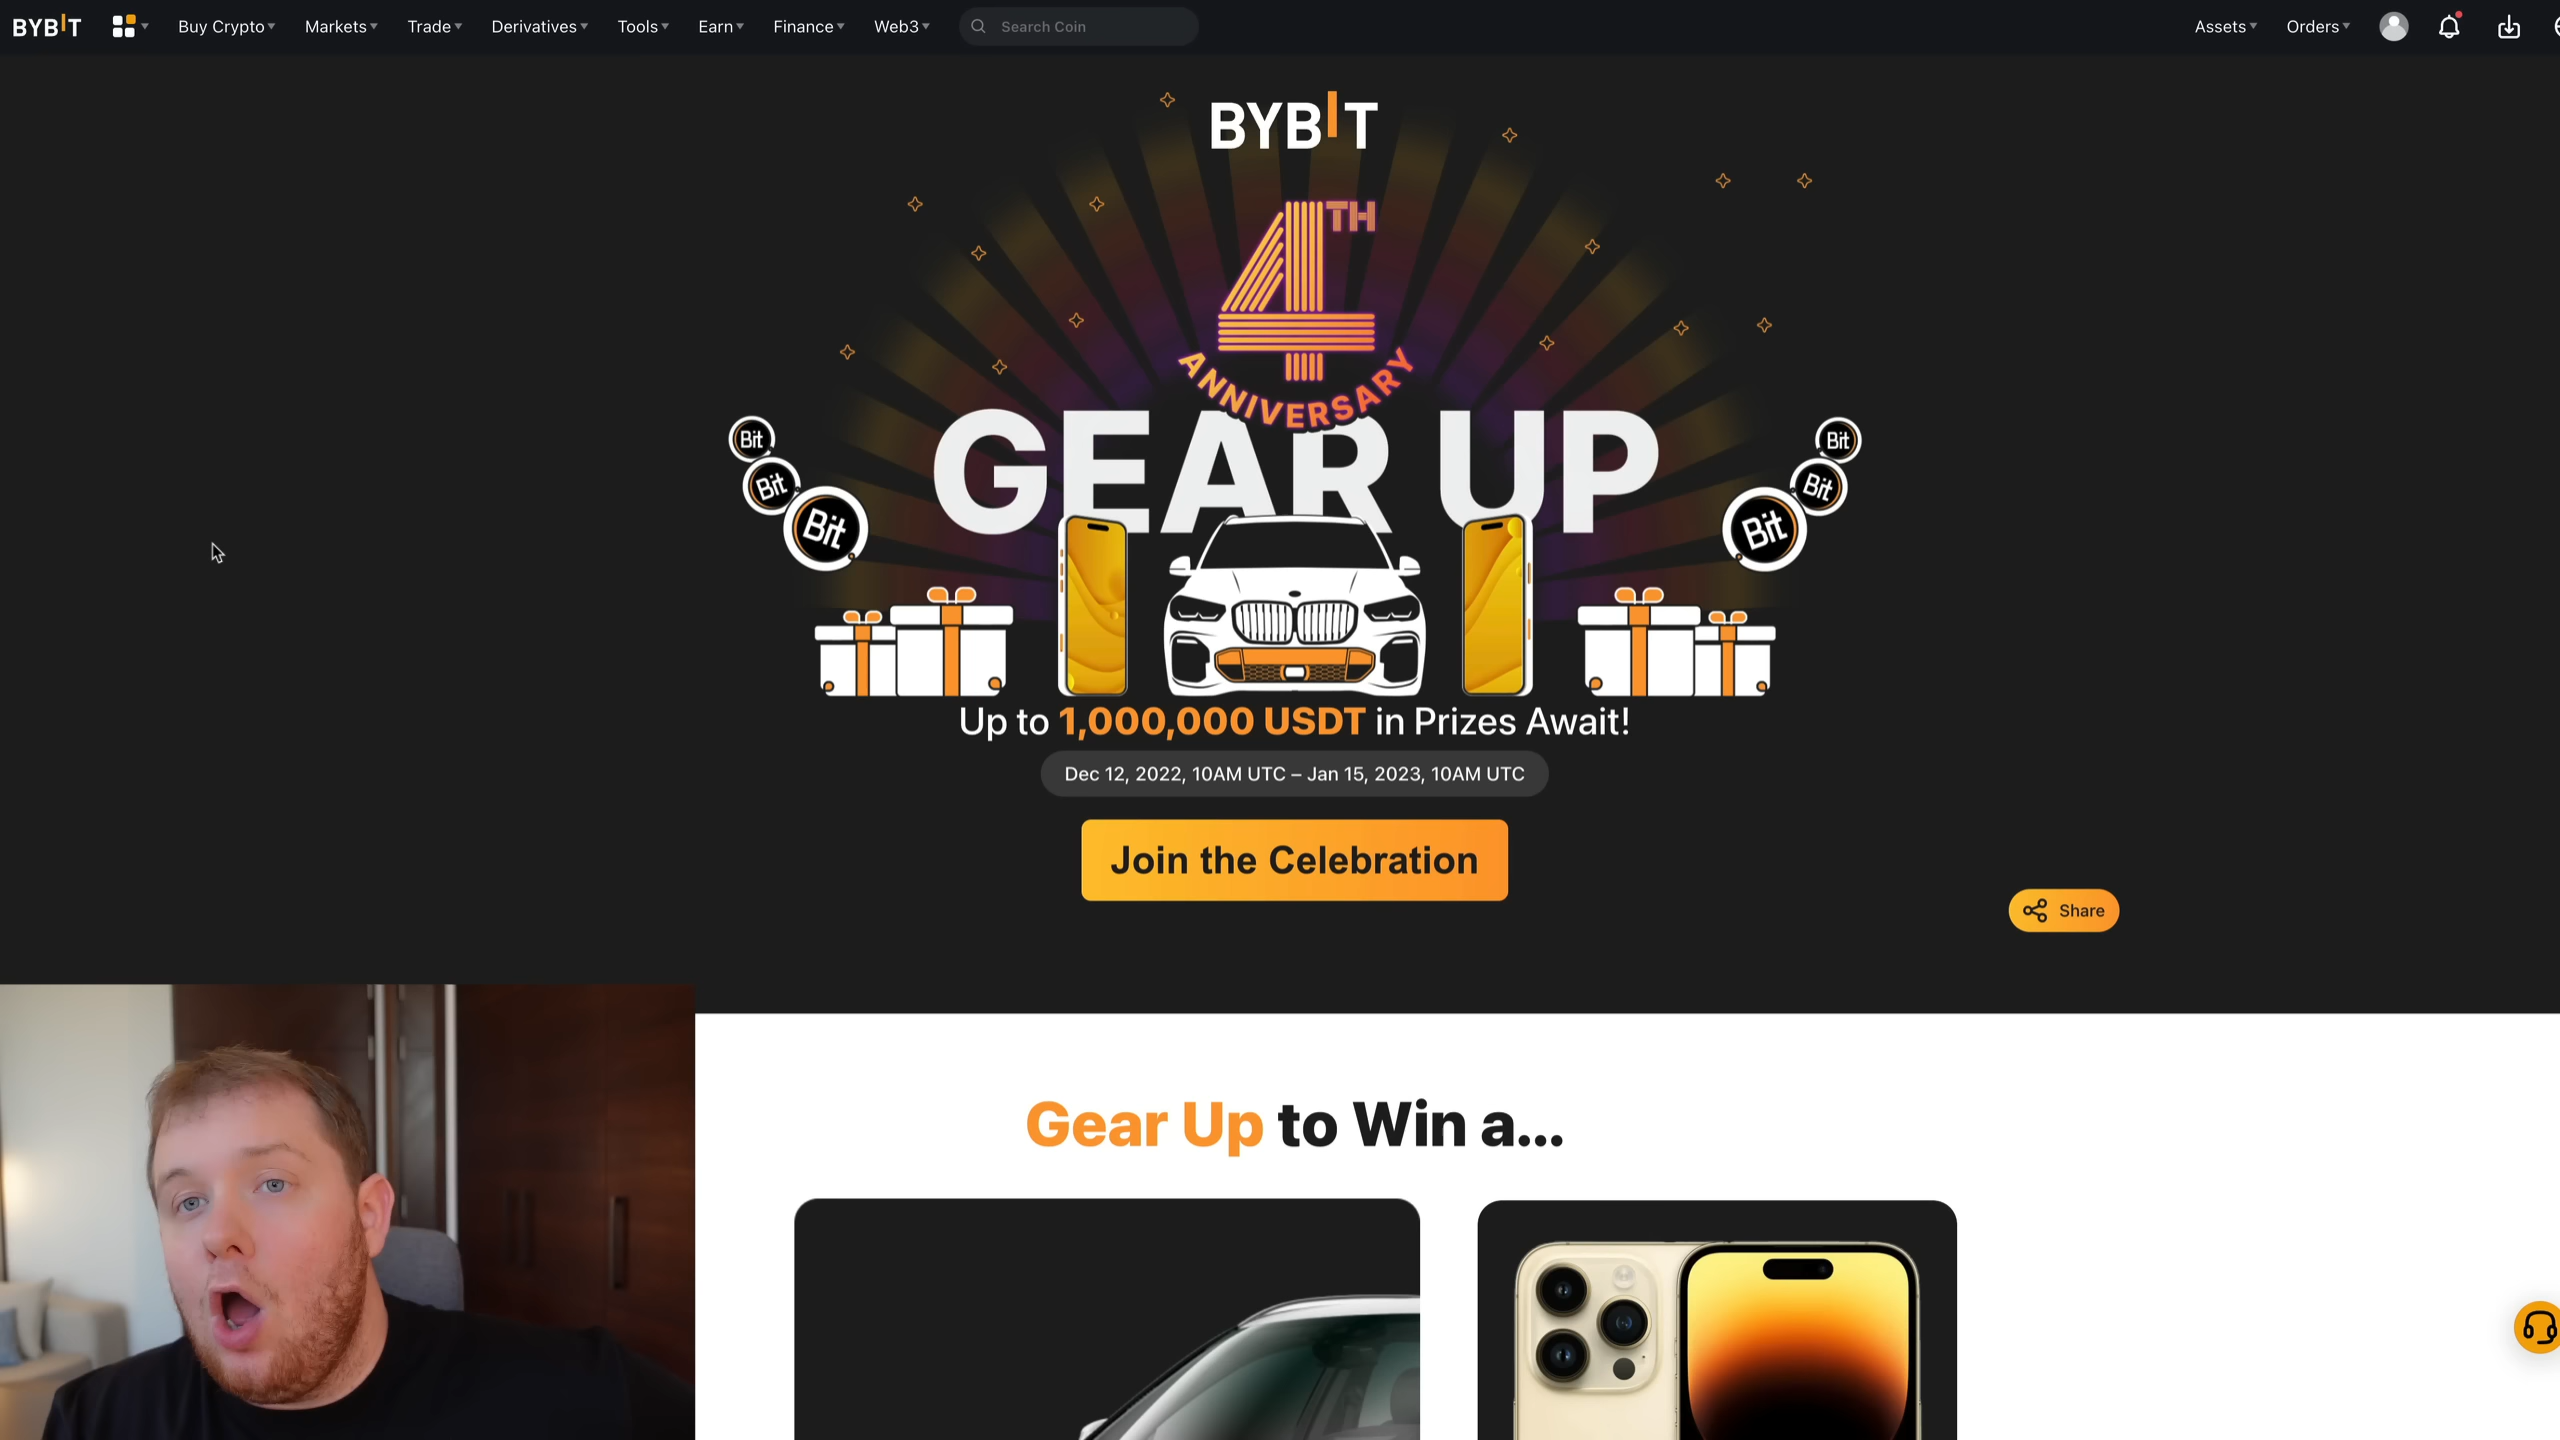 BYBIT
Buy Crypto
Markets
Trade
Derivatives
Tools
Earn
Finance
Web3
Search Coin
Assets
Orders
BYBIT
4TH
ANNIVERSARY
GEAR UP
Bit
Bit
Bit
Bit
Bit
Bit
Up to 1,000,000 USDT in Prizes Await!
Dec 12, 2022, 10AM UTC – Jan 15, 2023, 10AM UTC
Join the Celebration
Share
Gear Up to Win a...